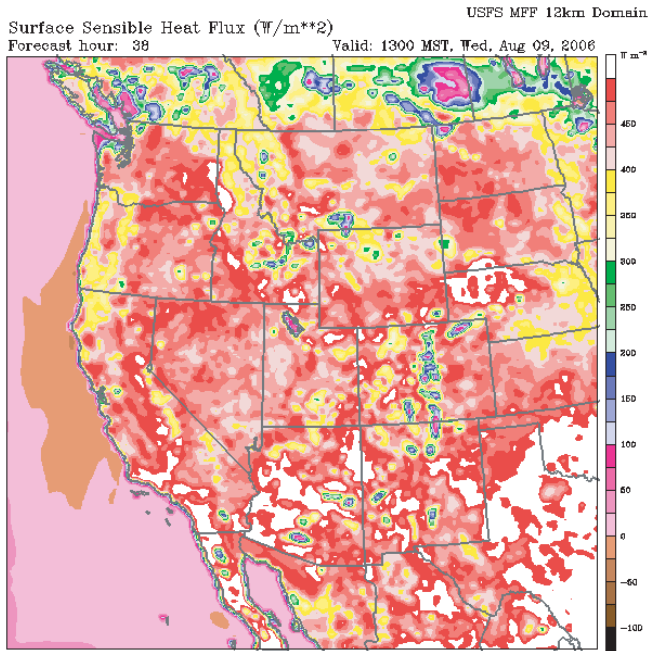 USFS MFF 12km Domain
Surface Sensible Heat Flux (W/m**2)
Forecast hour: 38
Valid: 1300 MST, Wed, Aug 09, 2006
W m⁻²
450
400
350
300
250
200
150
100
50
0
-50
-100